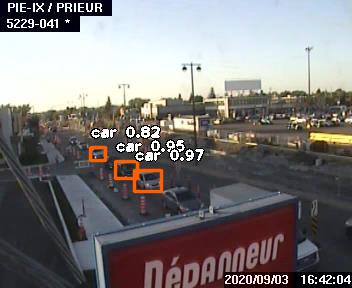 PIE-IX / PRIEUR
5229-041 *
car 0.82
car 0.95
car 0.97
Dépanneur
2020/09/03 16:42:04